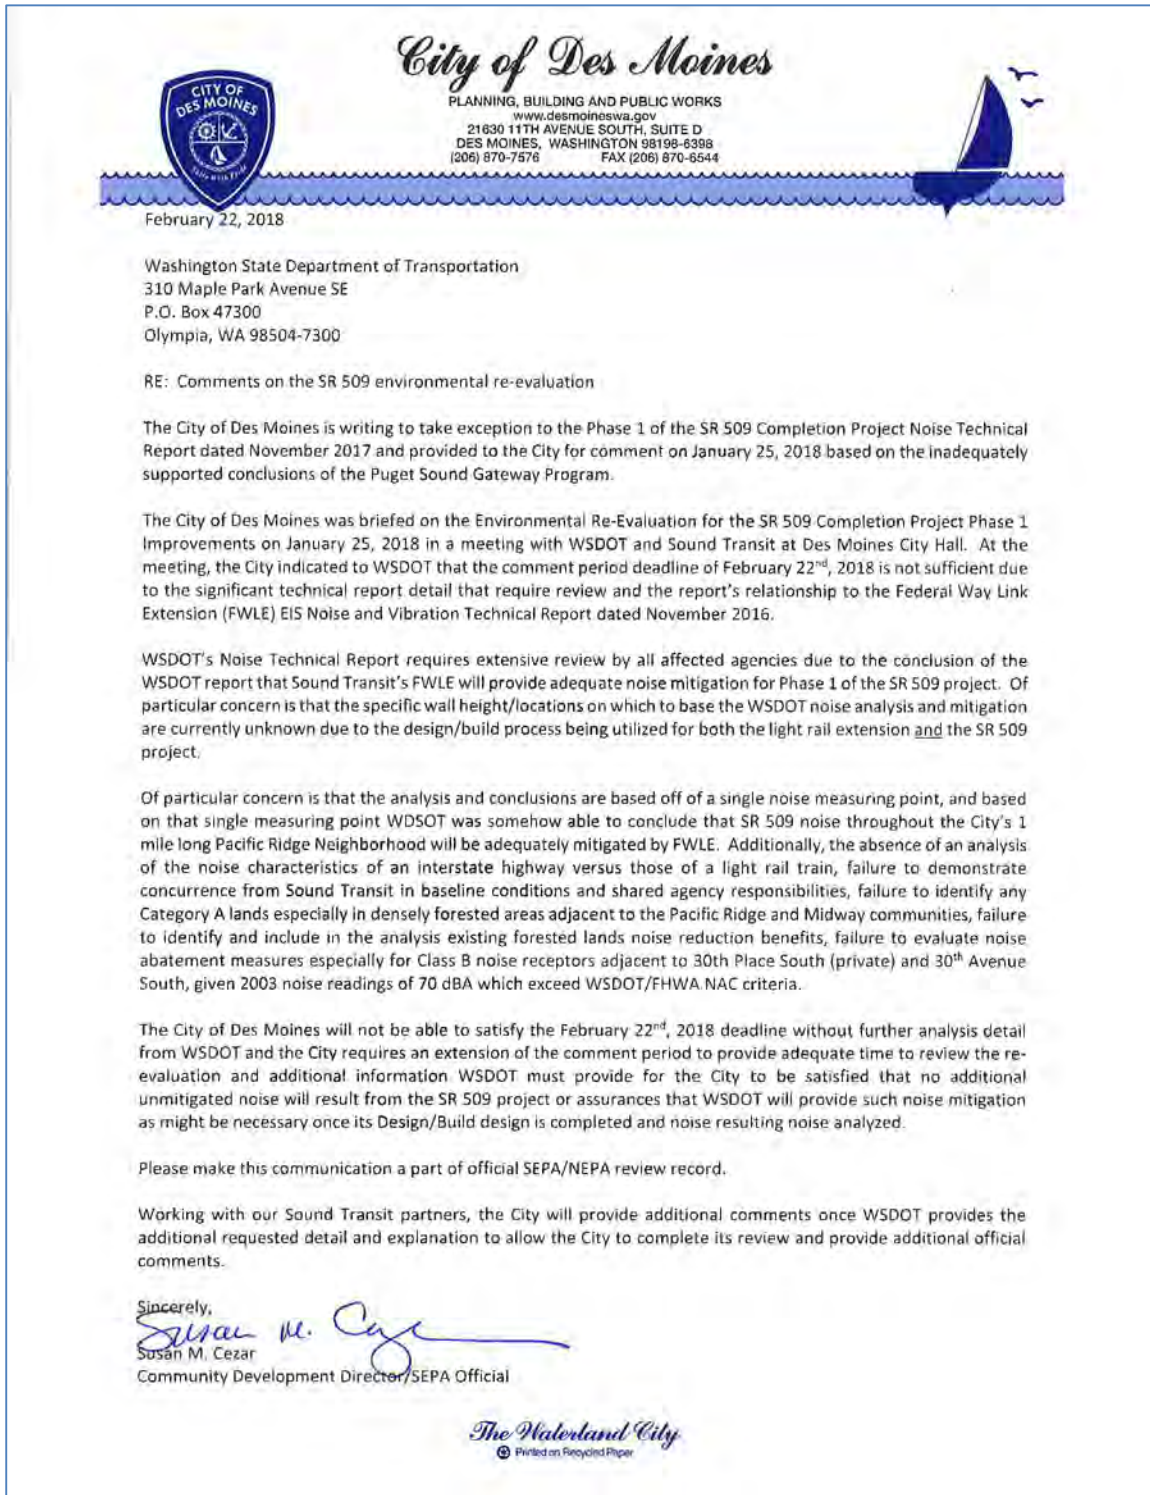 City of Des Moines
PLANNING, BUILDING AND PUBLIC WORKS
www.desmoineswa.gov
21630 11TH AVENUE SOUTH, SUITE D
DES MOINES, WASHINGTON 98198-6398
(206) 870-7576 FAX (206) 870-6544
CITY OF
DES MOINES
February 22, 2018
Washington State Department of Transportation
310 Maple Park Avenue SE
P.O. Box 47300
Olympia, WA 98504-7300
RE: Comments on the SR 509 environmental re-evaluation
The City of Des Moines is writing to take exception to the Phase 1 of the SR 509 Completion Project Noise Technical
Report dated November 2017 and provided to the City for comment on January 25, 2018 based on the inadequately
supported conclusions of the Puget Sound Gateway Program.
The City of Des Moines was briefed on the Environmental Re-Evaluation for the SR 509 Completion Project Phase 1
Improvements on January 25, 2018 in a meeting with WSDOT and Sound Transit at Des Moines City Hall. At the
meeting, the City indicated to WSDOT that the comment period deadline of February 22nd, 2018 is not sufficient due
to the significant technical report detail that require review and the report's relationship to the Federal Way Link
Extension (FWLE) EIS Noise and Vibration Technical Report dated November 2016.
WSDOT's Noise Technical Report requires extensive review by all affected agencies due to the conclusion of the
WSDOT report that Sound Transit's FWLE will provide adequate noise mitigation for Phase 1 of the SR 509 project. Of
particular concern is that the specific wall height/locations on which to base the WSDOT noise analysis and mitigation
are currently unknown due to the design/build process being utilized for both the light rail extension and the SR 509
project.
Of particular concern is that the analysis and conclusions are based off of a single noise measuring point, and based
on that single measuring point WDSOT was somehow able to conclude that SR 509 noise throughout the City's 1
mile long Pacific Ridge Neighborhood will be adequately mitigated by FWLE. Additionally, the absence of an analysis
of the noise characteristics of an interstate highway versus those of a light rail train, failure to demonstrate
concurrence from Sound Transit in baseline conditions and shared agency responsibilities, failure to identify any
Category A lands especially in densely forested areas adjacent to the Pacific Ridge and Midway communities, failure
to identify and include in the analysis existing forested lands noise reduction benefits, failure to evaluate noise
abatement measures especially for Class B noise receptors adjacent to 30th Place South (private) and 30th Avenue
South, given 2003 noise readings of 70 dBA which exceed WSDOT/FHWA NAC criteria.
The City of Des Moines will not be able to satisfy the February 22nd, 2018 deadline without further analysis detail
from WSDOT and the City requires an extension of the comment period to provide adequate time to review the re-
evaluation and additional information WSDOT must provide for the City to be satisfied that no additional
unmitigated noise will result from the SR 509 project or assurances that WSDOT will provide such noise mitigation
as might be necessary once its Design/Build design is completed and noise resulting noise analyzed.
Please make this communication a part of official SEPA/NEPA review record.
Working with our Sound Transit partners, the City will provide additional comments once WSDOT provides the
additional requested detail and explanation to allow the City to complete its review and provide additional official
comments.
Sincerely,
Susan M. Cezar
Community Development Director/SEPA Official
The Waterland City
Printed on Recycled Paper